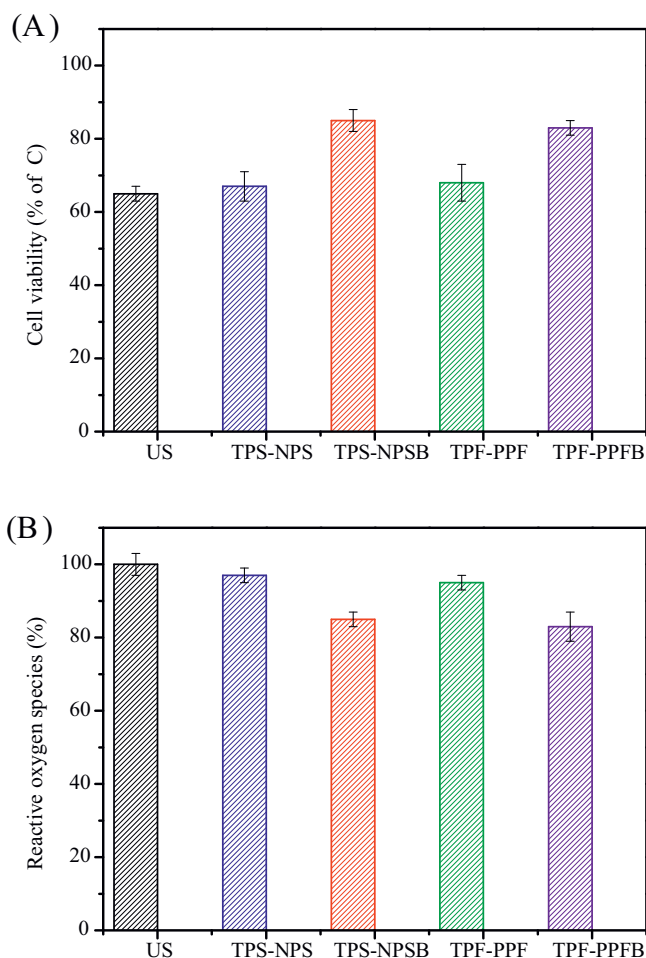 (A)
100
80
60
40
20
0
Cell viability (% of C)
US TPS-NPS TPS-NPSB TPF-PPF TPF-PPFB
(B)
100
80
60
40
20
0
Reactive oxygen species (%)
US TPS-NPS TPS-NPSB TPF-PPF TPF-PPFB